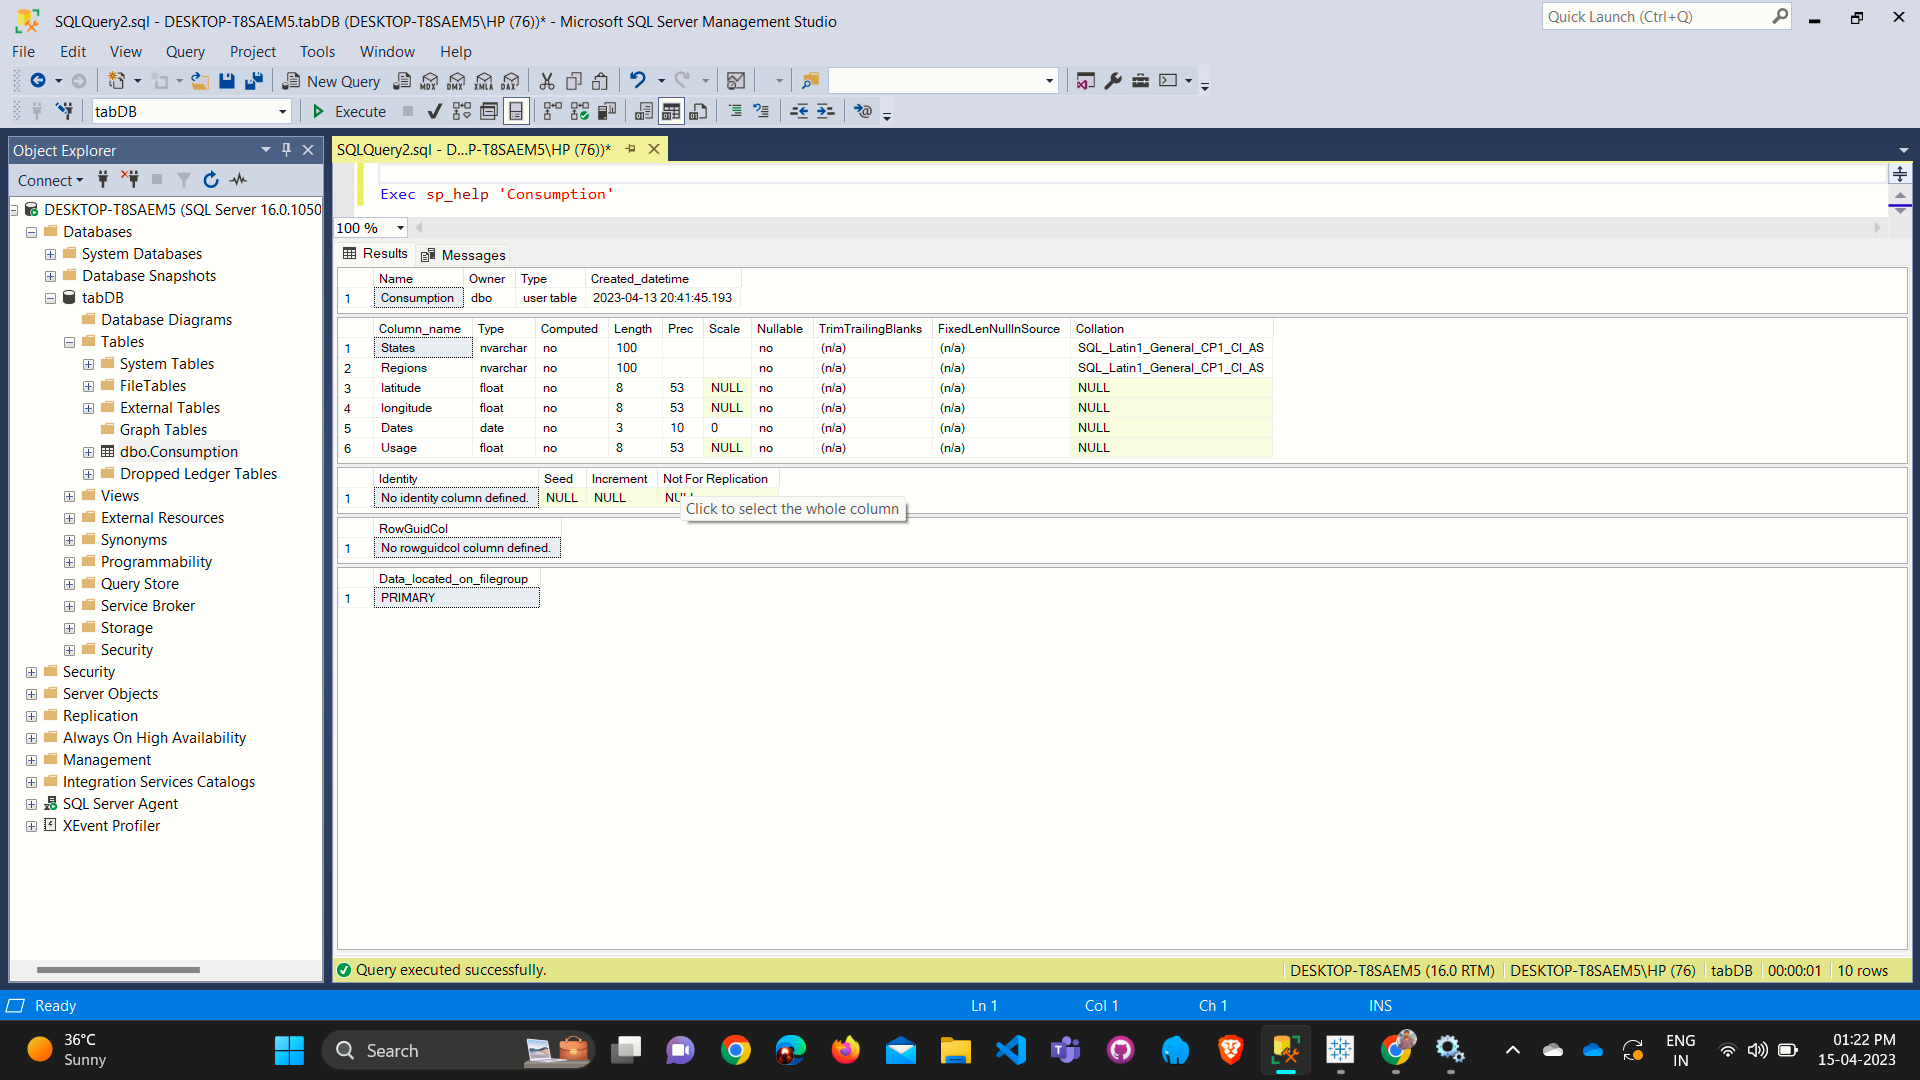 SQLQuery2.sql - DESKTOP-T8SAEM5.tabDB (DESKTOP-T8SAEM5\HP (76))* - Microsoft SQL Server Management Studio
Quick Launch (Ctrl+Q)
File Edit View Query Project Tools Window Help
New Query MDX DMX XMLA DAX
tabDB Execute
Object Explorer
SQLQuery2.sql - D...P-T8SAEM5\HP (76))*
Connect
Exec sp_help 'Consumption'
100 %
Results Messages
DESKTOP-T8SAEM5 (SQL Server 16.0.1050
Databases
System Databases
Database Snapshots
tabDB
Database Diagrams
Tables
System Tables
FileTables
External Tables
Graph Tables
dbo.Consumption
Dropped Ledger Tables
Views
External Resources
Synonyms
Programmability
Query Store
Service Broker
Storage
Security
Security
Server Objects
Replication
Always On High Availability
Management
Integration Services Catalogs
SQL Server Agent
XEvent Profiler
Name Owner Type Created_datetime
1 Consumption dbo user table 2023-04-13 20:41:45.193
Column_name Type Computed Length Prec Scale Nullable TrimTrailingBlanks FixedLenNullInSource Collation
1 States nvarchar no 100 no (n/a) (n/a) SQL_Latin1_General_CP1_CI_AS
2 Regions nvarchar no 100 no (n/a) (n/a) SQL_Latin1_General_CP1_CI_AS
3 latitude float no 8 53 NULL no (n/a) (n/a) NULL
4 longitude float no 8 53 NULL no (n/a) (n/a) NULL
5 Dates date no 3 10 0 no (n/a) (n/a) NULL
6 Usage float no 8 53 NULL no (n/a) (n/a) NULL
Identity Seed Increment Not For Replication
1 No identity column defined. NULL NULL NULL
Click to select the whole column
RowGuidCol
1 No rowguidcol column defined.
Data_located_on_filegroup
1 PRIMARY
Query executed successfully. DESKTOP-T8SAEM5 (16.0 RTM) DESKTOP-T8SAEM5\HP (76) tabDB 00:00:01 10 rows
Ready Ln 1 Col 1 Ch 1 INS
36°C
Sunny
Search
ENG
IN
01:22 PM
15-04-2023